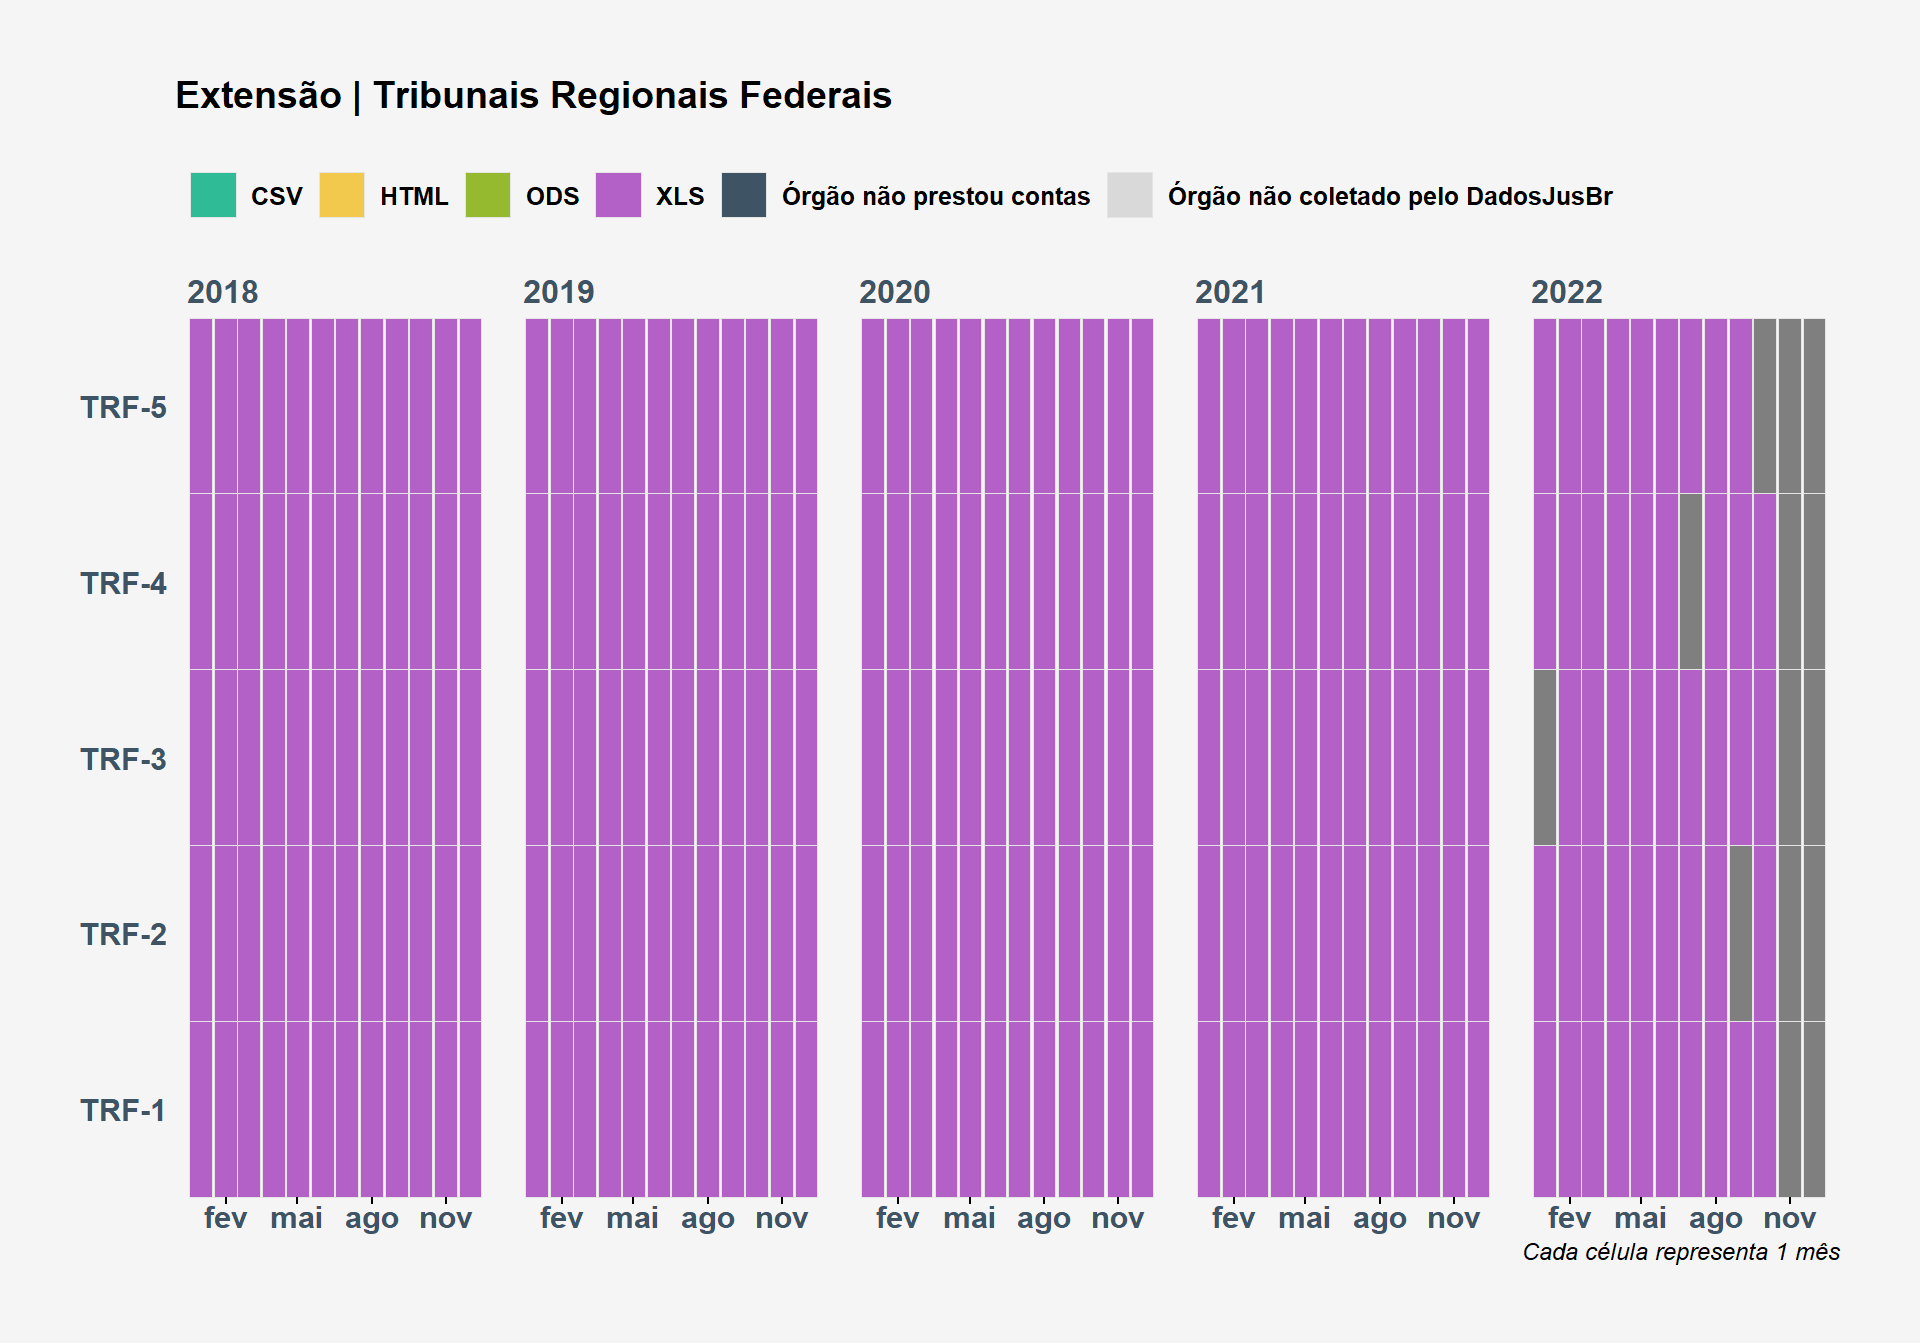 Extensão | Tribunais Regionais Federais
CSV HTML ODS XLS Órgão não prestou contas Órgão não coletado pelo DadosJusBr
2018 2019 2020 2021 2022
TRF-5
TRF-4
TRF-3
TRF-2
TRF-1
fev mai ago nov fev mai ago nov fev mai ago nov fev mai ago nov fev mai ago nov
Cada célula representa 1 mês